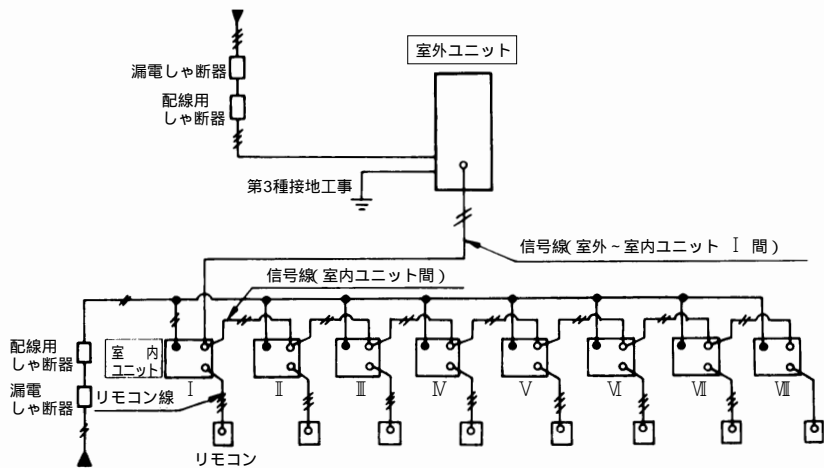 室外ユニット
漏電しゃ断器
配線用
しゃ断器
第3種接地工事
信号線(室外~室内ユニット Ⅰ 間)
信号線(室内ユニット間)
配線用
しゃ断器
室 内
ユニット
漏電
しゃ断器
リモコン線
Ⅰ Ⅱ Ⅲ Ⅳ Ⅴ Ⅵ Ⅶ Ⅷ
リモコン